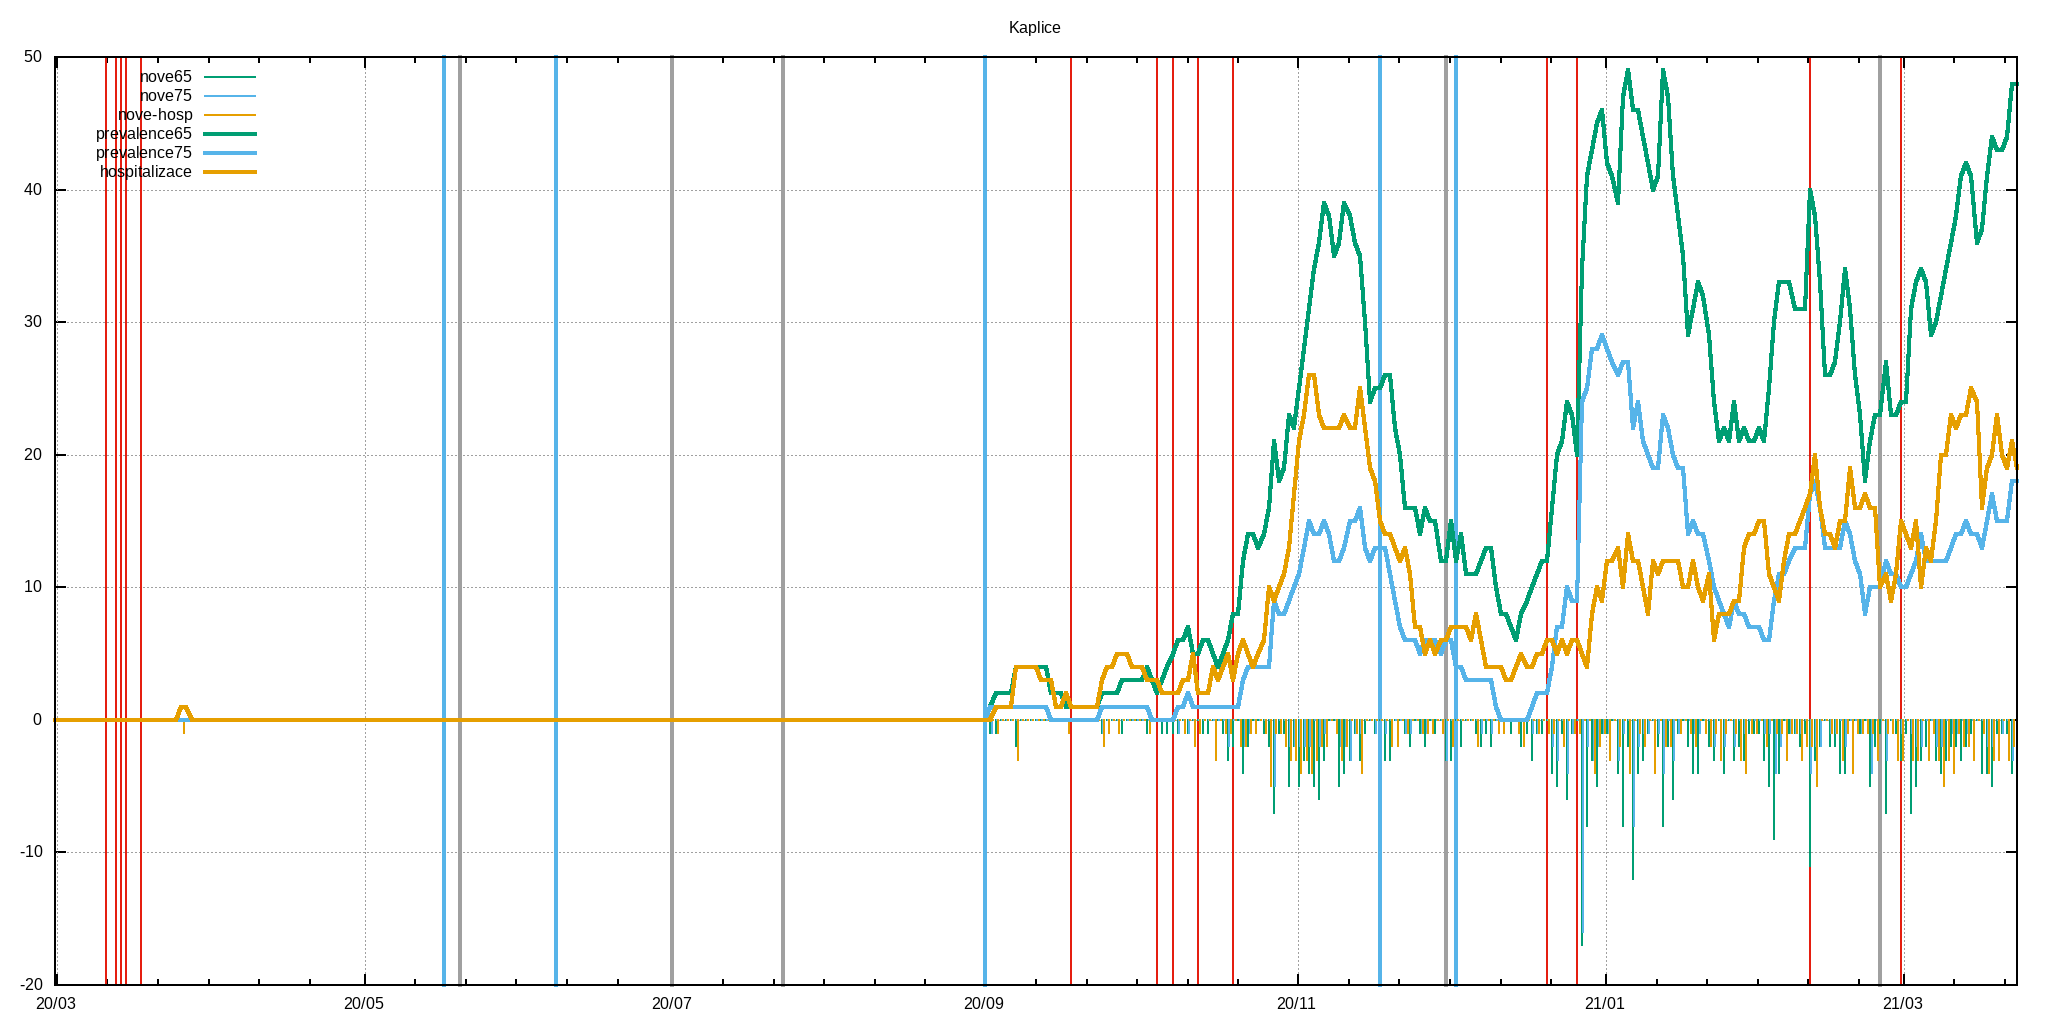 Kaplice
50
nove65
nove75
nove-hosp
prevalence65
prevalence75
hospitalizace
40
30
20
10
0
-10
-20
20/03 20/05 20/07 20/09 20/11 21/01 21/03